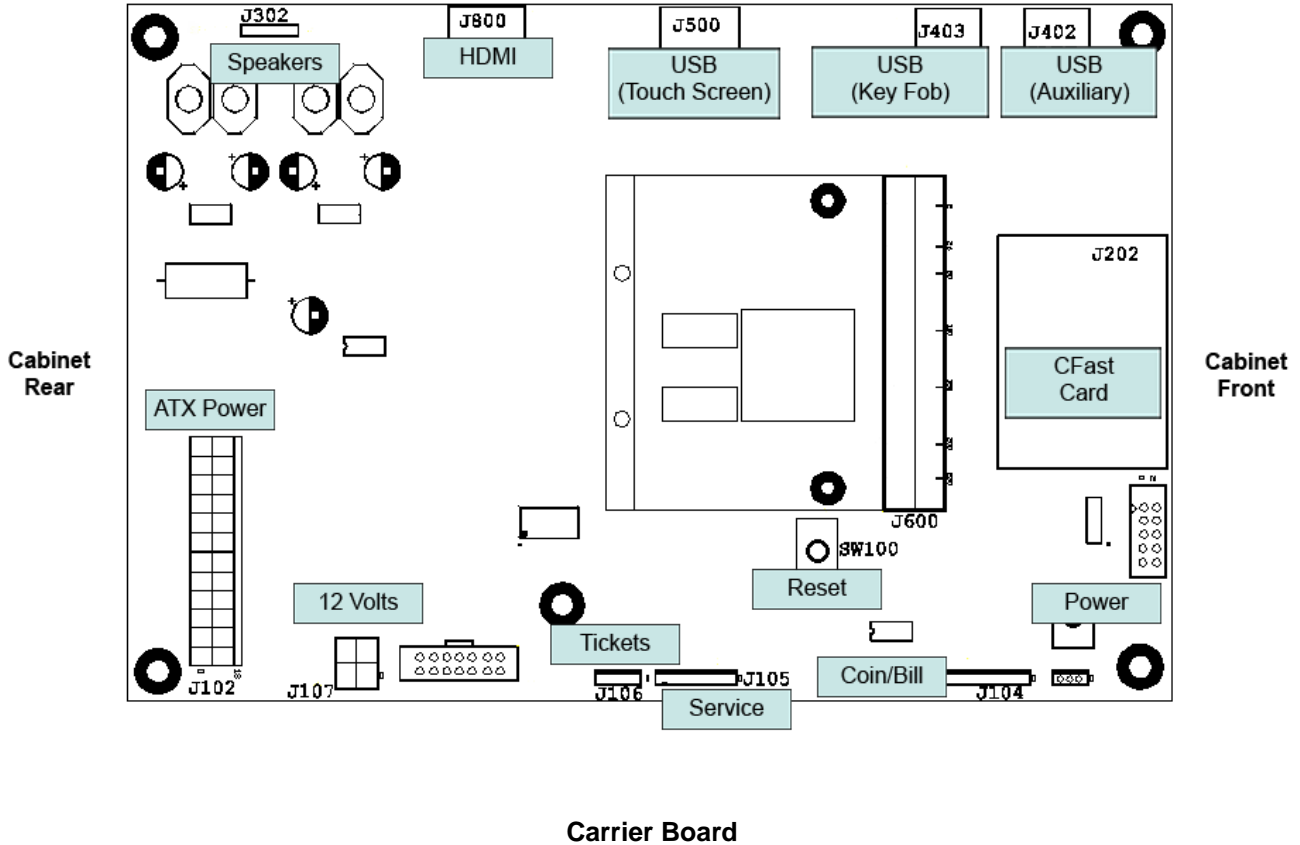 J302
J800
J500
J403
J402
Speakers
HDMI
USB
(Touch Screen)
USB
(Key Fob)
USB
(Auxiliary)
J202
Cabinet
Rear
CFast
Card
Cabinet
Front
ATX Power
J600
SW100
Reset
12 Volts
Power
Tickets
Coin/Bill
J102
J107
J106
J105
J104
Service
Carrier Board